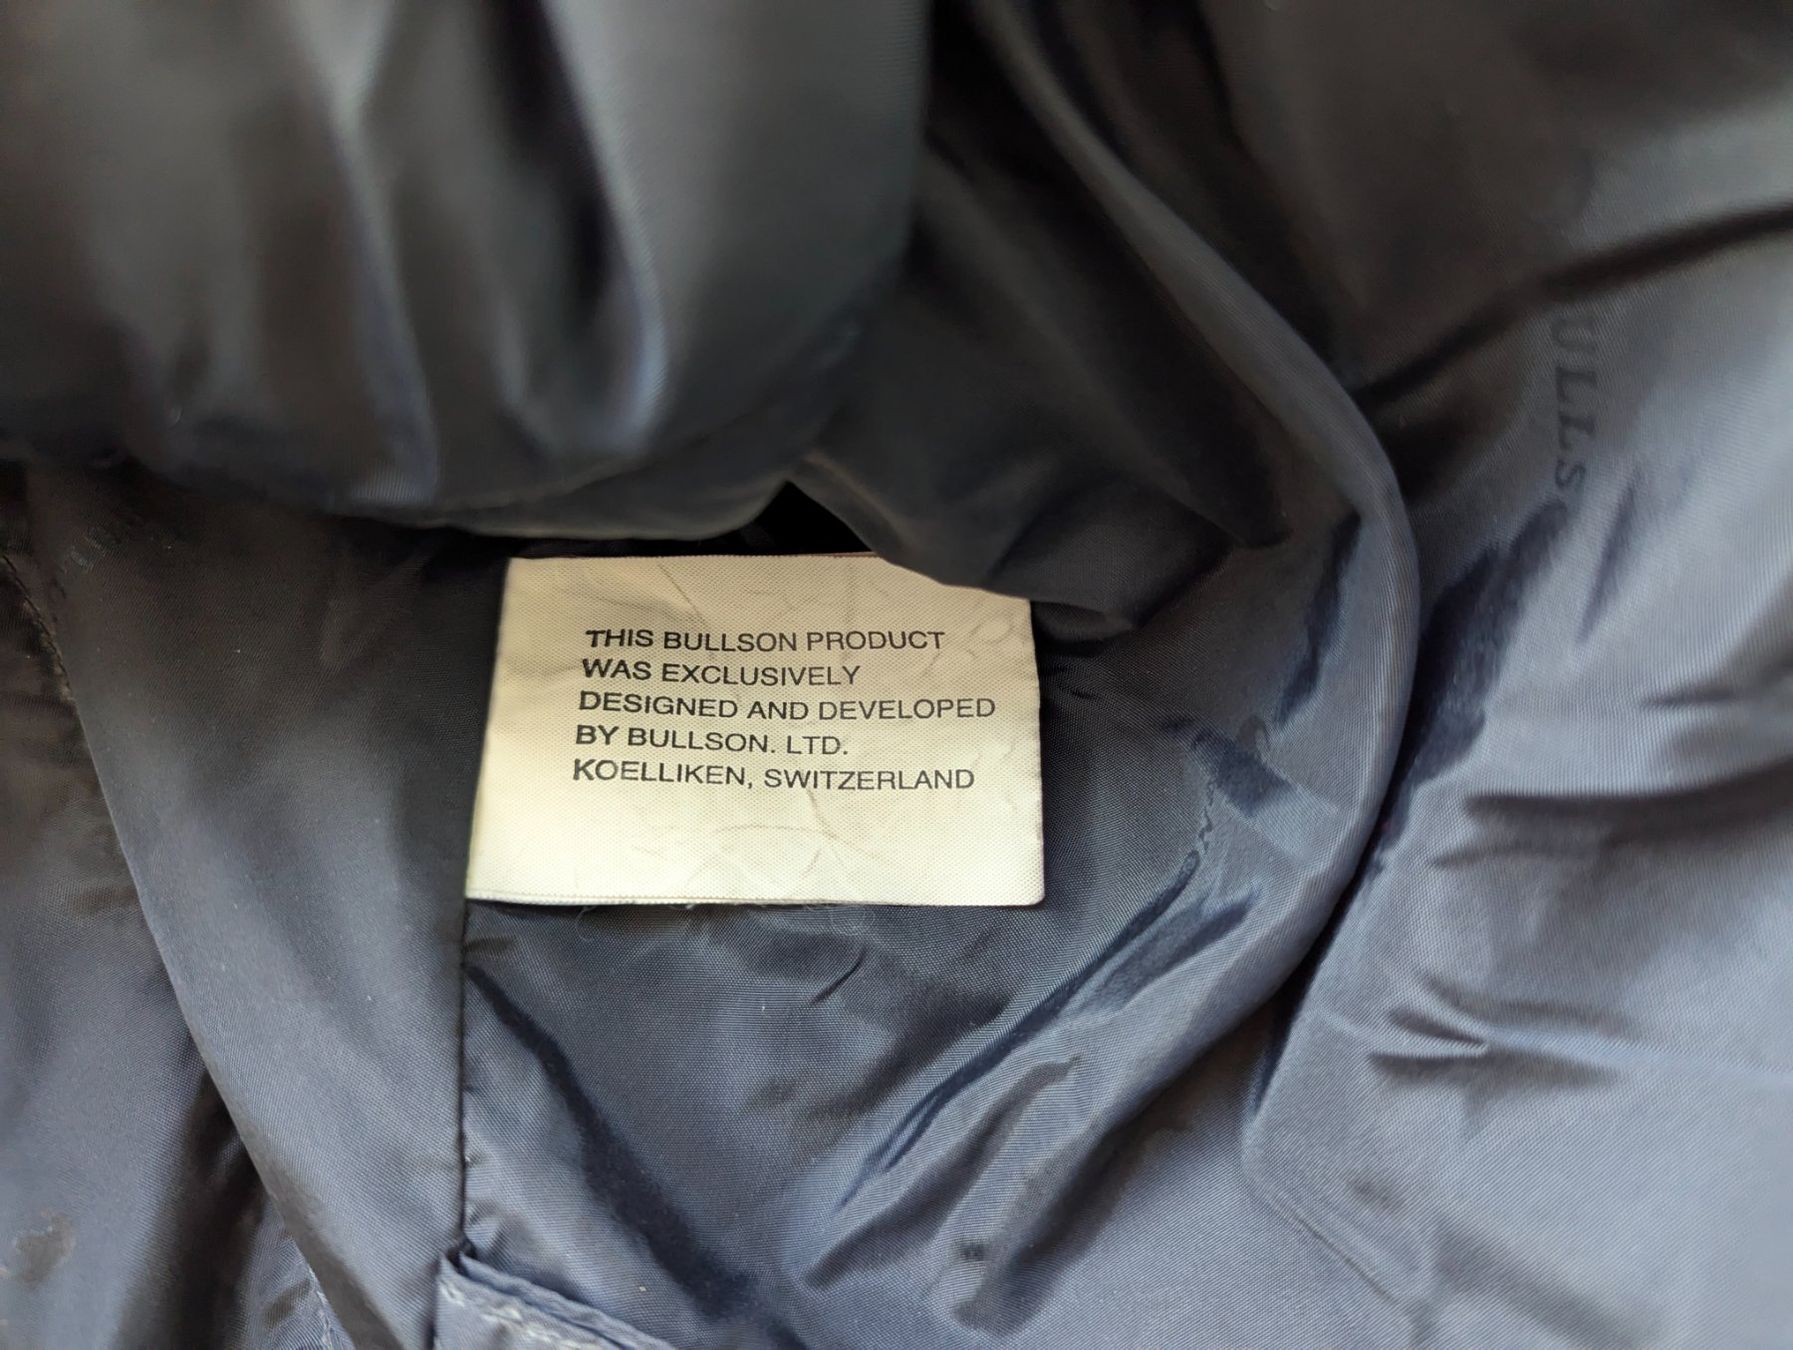 THIS BULLSON PRODUCT
WAS EXCLUSIVELY
DESIGNED AND DEVELOPED
BY BULLSON. LTD.
KOELLIKEN, SWITZERLAND